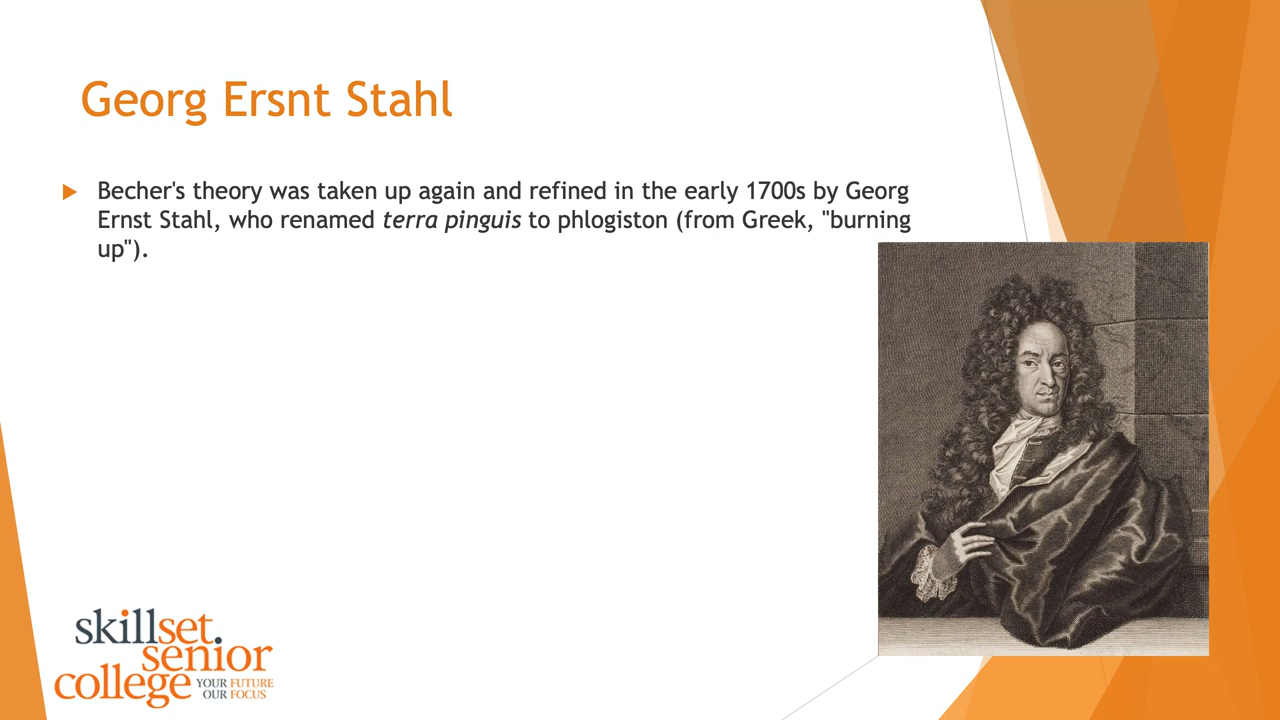 Georg Ersnt Stahl
Becher's theory was taken up again and refined in the early 1700s by Georg
Ernst Stahl, who renamed terra pinguis to phlogiston (from Greek, "burning
up").
skillset.
senior
college YOUR FUTURE
OUR FOCUS